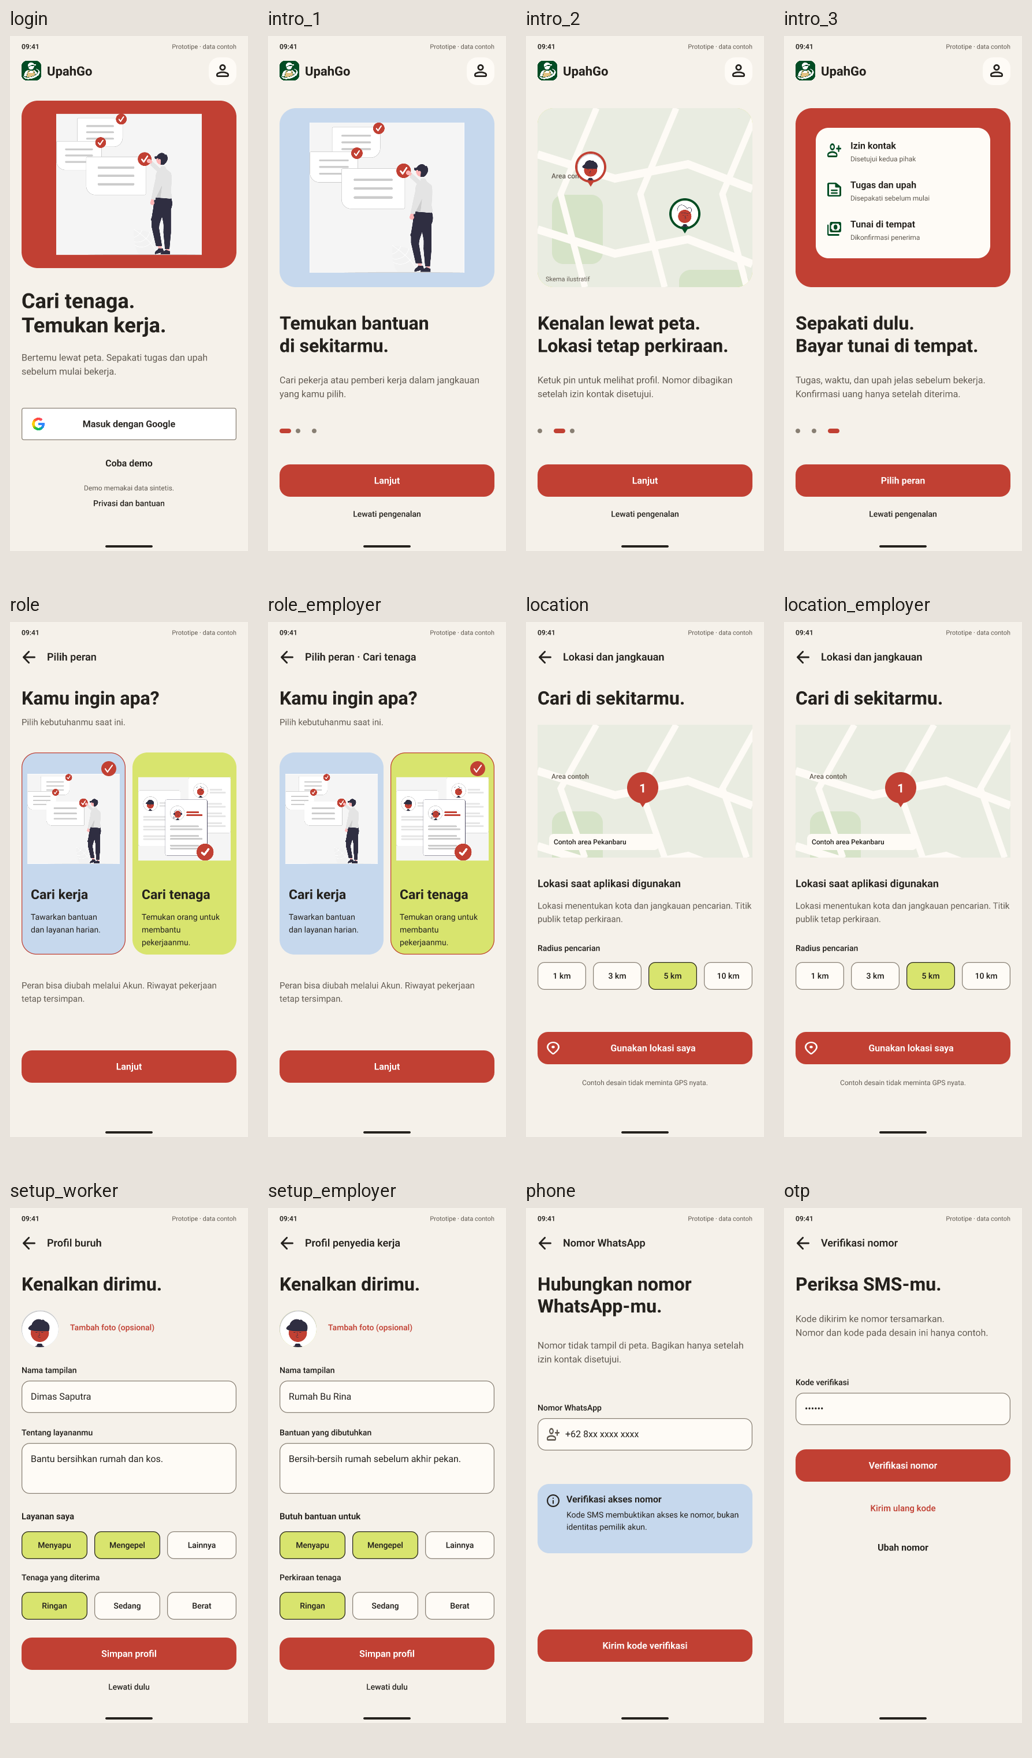 login
09:41
Prototipe · data contoh
UpahGo
Cari tenaga.
Temukan kerja.
Bertemu lewat peta. Sepakati tugas dan upah
sebelum mulai bekerja.
Masuk dengan Google
Coba demo
Demo memakai data sintetis.
Privasi dan bantuan
intro_1
09:41
Prototipe · data contoh
UpahGo
Temukan bantuan
di sekitarmu.
Cari pekerja atau pemberi kerja dalam jangkauan
yang kamu pilih.
Lanjut
Lewati pengenalan
intro_2
09:41
Prototipe · data contoh
UpahGo
Area con
Skema ilustratif
Kenalan lewat peta.
Lokasi tetap perkiraan.
Ketuk pin untuk melihat profil. Nomor dibagikan
setelah izin kontak disetujui.
Lanjut
Lewati pengenalan
intro_3
09:41
Prototipe · data contoh
UpahGo
Izin kontak
Disetujui kedua pihak
Tugas dan upah
Disepakati sebelum mulai
Tunai di tempat
Dikonfirmasi penerima
Sepakati dulu.
Bayar tunai di tempat.
Tugas, waktu, dan upah jelas sebelum bekerja.
Konfirmasi uang hanya setelah diterima.
Pilih peran
Lewati pengenalan
role
09:41
Prototipe · data contoh
Pilih peran
Kamu ingin apa?
Pilih kebutuhanmu saat ini.
Cari kerja
Tawarkan bantuan
dan layanan harian.
Cari tenaga
Temukan orang untuk
membantu
pekerjaanmu.
Peran bisa diubah melalui Akun. Riwayat pekerjaan
tetap tersimpan.
Lanjut
role_employer
09:41
Prototipe · data contoh
Pilih peran · Cari tenaga
Kamu ingin apa?
Pilih kebutuhanmu saat ini.
Cari kerja
Tawarkan bantuan
dan layanan harian.
Cari tenaga
Temukan orang untuk
membantu
pekerjaanmu.
Peran bisa diubah melalui Akun. Riwayat pekerjaan
tetap tersimpan.
Lanjut
location
09:41
Prototipe · data contoh
Lokasi dan jangkauan
Cari di sekitarmu.
Area contoh
1
Contoh area Pekanbaru
Lokasi saat aplikasi digunakan
Lokasi menentukan kota dan jangkauan pencarian. Titik
publik tetap perkiraan.
Radius pencarian
1 km
3 km
5 km
10 km
Gunakan lokasi saya
Contoh desain tidak meminta GPS nyata.
location_employer
09:41
Prototipe · data contoh
Lokasi dan jangkauan
Cari di sekitarmu.
Area contoh
1
Contoh area Pekanbaru
Lokasi saat aplikasi digunakan
Lokasi menentukan kota dan jangkauan pencarian. Titik
publik tetap perkiraan.
Radius pencarian
1 km
3 km
5 km
10 km
Gunakan lokasi saya
Contoh desain tidak meminta GPS nyata.
setup_worker
09:41
Prototipe · data contoh
Profil buruh
Kenalkan dirimu.
Tambah foto (opsional)
Nama tampilan
Dimas Saputra
Tentang layananmu
Bantu bersihkan rumah dan kos.
Layanan saya
Menyapu
Mengepel
Lainnya
Tenaga yang diterima
Ringan
Sedang
Berat
Simpan profil
Lewati dulu
setup_employer
09:41
Prototipe · data contoh
Profil penyedia kerja
Kenalkan dirimu.
Tambah foto (opsional)
Nama tampilan
Rumah Bu Rina
Bantuan yang dibutuhkan
Bersih-bersih rumah sebelum akhir pekan.
Butuh bantuan untuk
Menyapu
Mengepel
Lainnya
Perkiraan tenaga
Ringan
Sedang
Berat
Simpan profil
Lewati dulu
phone
09:41
Prototipe · data contoh
Nomor WhatsApp
Hubungkan nomor
WhatsApp-mu.
Nomor tidak tampil di peta. Bagikan hanya setelah
izin kontak disetujui.
Nomor WhatsApp
+62 8xx xxxx xxxx
Verifikasi akses nomor
Kode SMS membuktikan akses ke nomor, bukan
identitas pemilik akun.
Kirim kode verifikasi
otp
09:41
Prototipe · data contoh
Verifikasi nomor
Periksa SMS-mu.
Kode dikirim ke nomor tersamarkan.
Nomor dan kode pada desain ini hanya contoh.
Kode verifikasi
••••••
Verifikasi nomor
Kirim ulang kode
Ubah nomor